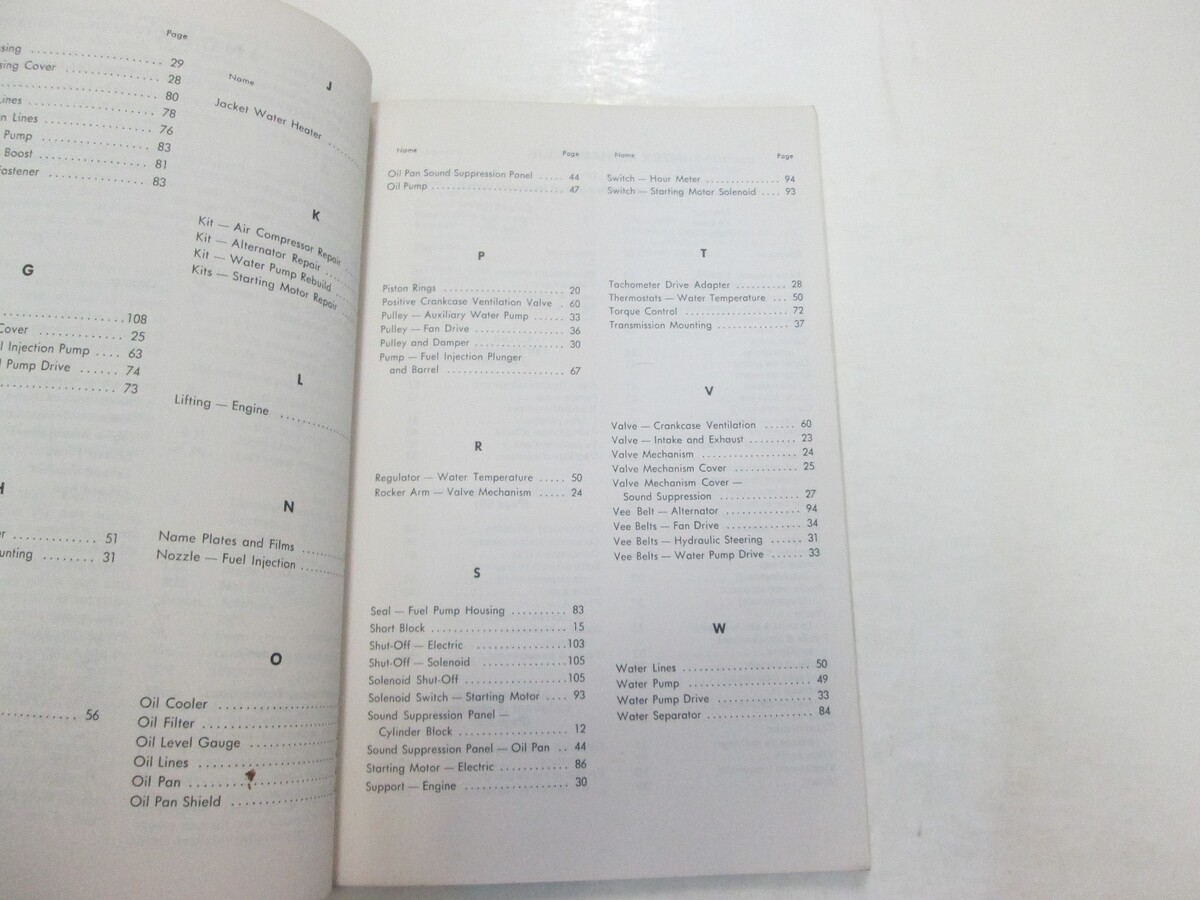 Page
29
Cover ..... 28
..... 80
..... 78
Lines ..... 76
Pump ..... 83
Boost ..... 81
..... 83
G
..... 108
Cover ..... 25
Injection Pump .... 63
Pump Drive ...... 74
..... 73
..... 51
..... 31
..... 56
Name
J
Jacket Water Heater .....
K
Kit — Air Compressor Repair
Kit — Alternator Repair ....
Kit — Water Pump Rebuild
Kits — Starting Motor Repair
L
Lifting — Engine .....
N
Name Plates and Films .....
Nozzle — Fuel Injection .....
O
Oil Cooler .....
Oil Filter .....
Oil Level Gauge .....
Oil Lines .....
Oil Pan .....
Oil Pan Shield .....
Name Page
Oil Pan Sound Suppression Panel ..... 44
Oil Pump ..... 47
P
Piston Rings ..... 20
Positive Crankcase Ventilation Valve . 60
Pulley — Auxiliary Water Pump ...... 33
Pulley — Fan Drive ..... 36
Pulley and Damper ..... 30
Pump — Fuel Injection Plunger
and Barrel ..... 67
R
Regulator — Water Temperature ..... 50
Rocker Arm — Valve Mechanism ..... 24
S
Seal — Fuel Pump Housing .......... 83
Short Block ..... 15
Shut-Off — Electric ..... 103
Shut-Off — Solenoid ..... 105
Solenoid Shut-Off ..... 105
Solenoid Switch — Starting Motor .... 93
Sound Suppression Panel —
Cylinder Block ..... 12
Sound Suppression Panel — Oil Pan .. 44
Starting Motor — Electric ............ 86
Support — Engine ..... 30
Name Page
Switch — Hour Meter ..... 94
Switch — Starting Motor Solenoid .... 93
T
Tachometer Drive Adapter .......... 28
Thermostats — Water Temperature ... 50
Torque Control ..... 72
Transmission Mounting ..... 37
V
Valve — Crankcase Ventilation ...... 60
Valve — Intake and Exhaust ......... 23
Valve Mechanism ..... 24
Valve Mechanism Cover ............ 25
Valve Mechanism Cover —
Sound Suppression ..... 27
Vee Belt — Alternator ..... 94
Vee Belts — Fan Drive ..... 34
Vee Belts — Hydraulic Steering ...... 31
Vee Belts — Water Pump Drive ...... 33
W
Water Lines ..... 50
Water Pump ..... 49
Water Pump Drive ..... 33
Water Separator ..... 84